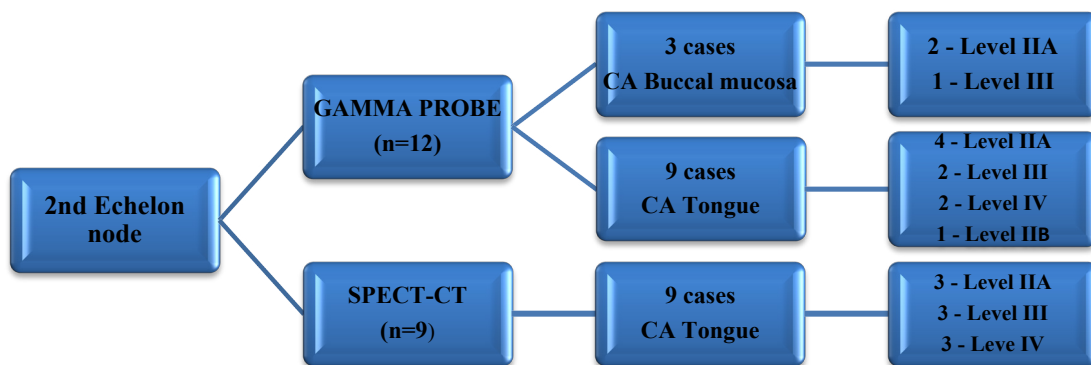 2nd Echelon
node
GAMMA PROBE
(n=12)
SPECT-CT
(n=9)
3 cases
CA Buccal mucosa
9 cases
CA Tongue
9 cases
CA Tongue
2 - Level IIA
1 - Level III
4 - Level IIA
2 - Level III
2 - Level IV
1 - Level IIB
3 - Level IIA
3 - Level III
3 - Leve IV